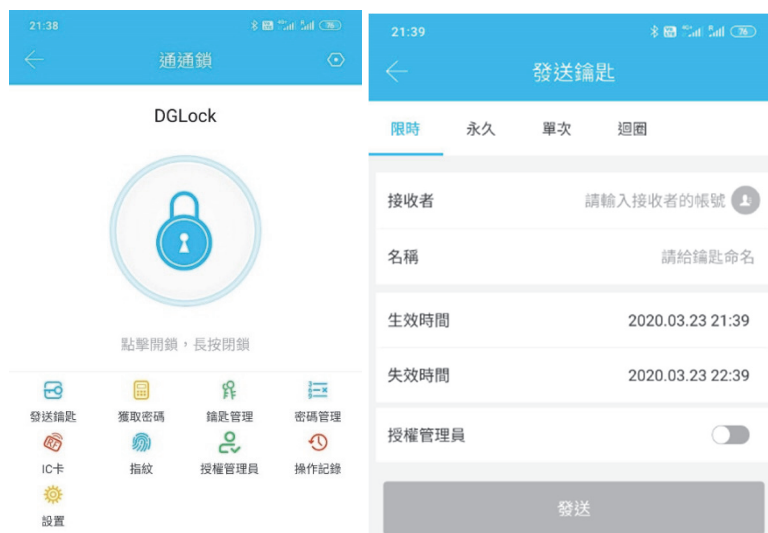 21:38
76
通通鎖
DGLock
點擊開鎖，長按閉鎖
發送鑰匙
獲取密碼
鑰匙管理
密碼管理
IC卡
指紋
授權管理員
操作記錄
設置
21:39
76
發送鑰匙
限時
永久
單次
迴圈
接收者
請輸入接收者的帳號
名稱
請給鑰匙命名
生效時間
2020.03.23 21:39
失效時間
2020.03.23 22:39
授權管理員
發送